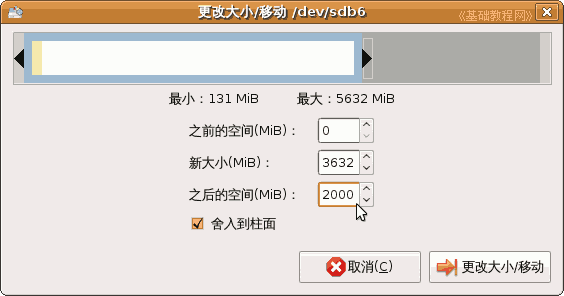 更改大小/移动 /dev/sdb6
《基础教程网》
最小：131 MiB 最大：5632 MiB
之前的空间(MiB)： 0
新大小(MiB)： 3632
之后的空间(MiB)： 2000
舍入到柱面
取消(C) 更改大小/移动